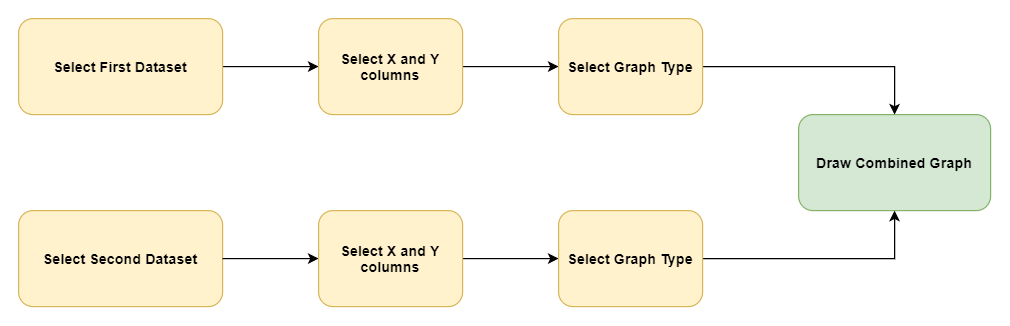 Select First Dataset
Select X and Y
columns
Select Graph Type
Draw Combined Graph
Select Second Dataset
Select X and Y
columns
Select Graph Type